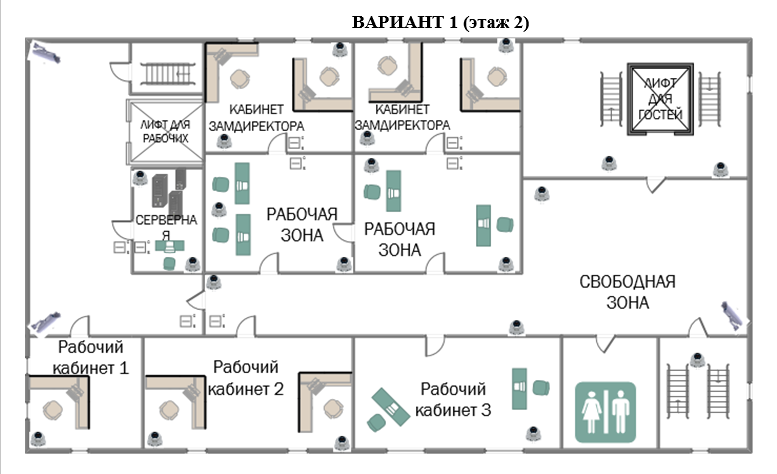 ВАРИАНТ 1 (этаж 2)
КАБИНЕТ
ЗАМДИРЕКТОРА
КАБИНЕТ
ЗАМДИРЕКТОРА
ЛИФТ
ДЛЯ
ГОСТЕЙ
ЛИФТ ДЛЯ
РАБОЧИХ
СЕРВЕРНА
Я
РАБОЧАЯ
ЗОНА
РАБОЧАЯ
ЗОНА
СВОБОДНАЯ
ЗОНА
Рабочий
кабинет 1
Рабочий
кабинет 2
Рабочий
кабинет 3